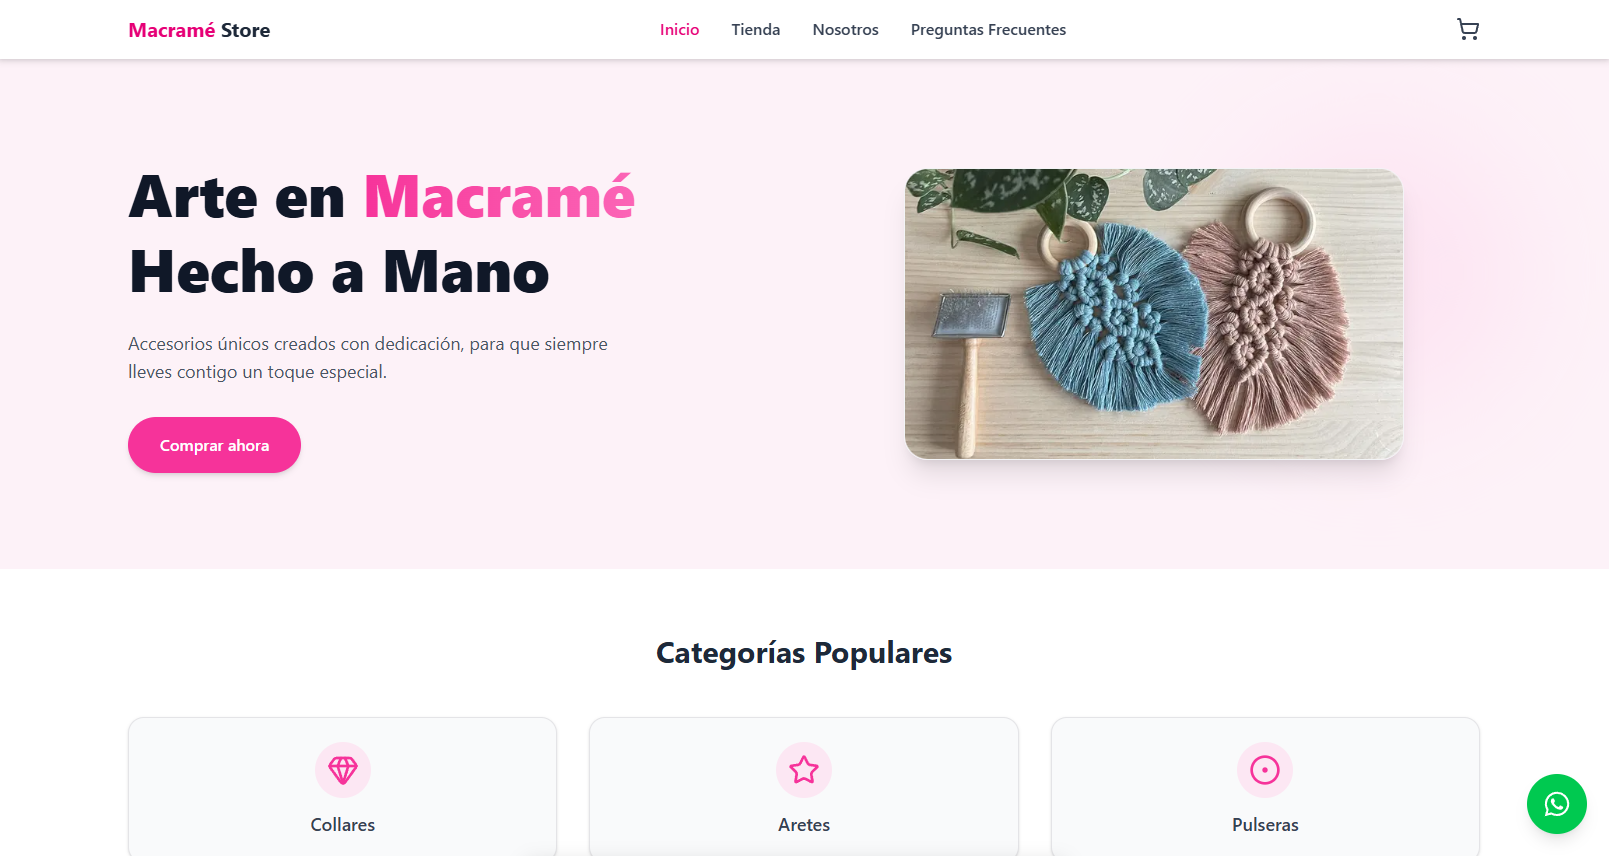 Macramé Store
Inicio
Tienda
Nosotros
Preguntas Frecuentes
Arte en Macramé
Hecho a Mano
Accesorios únicos creados con dedicación, para que siempre
lleves contigo un toque especial.
Comprar ahora
Categorías Populares
Collares
Aretes
Pulseras